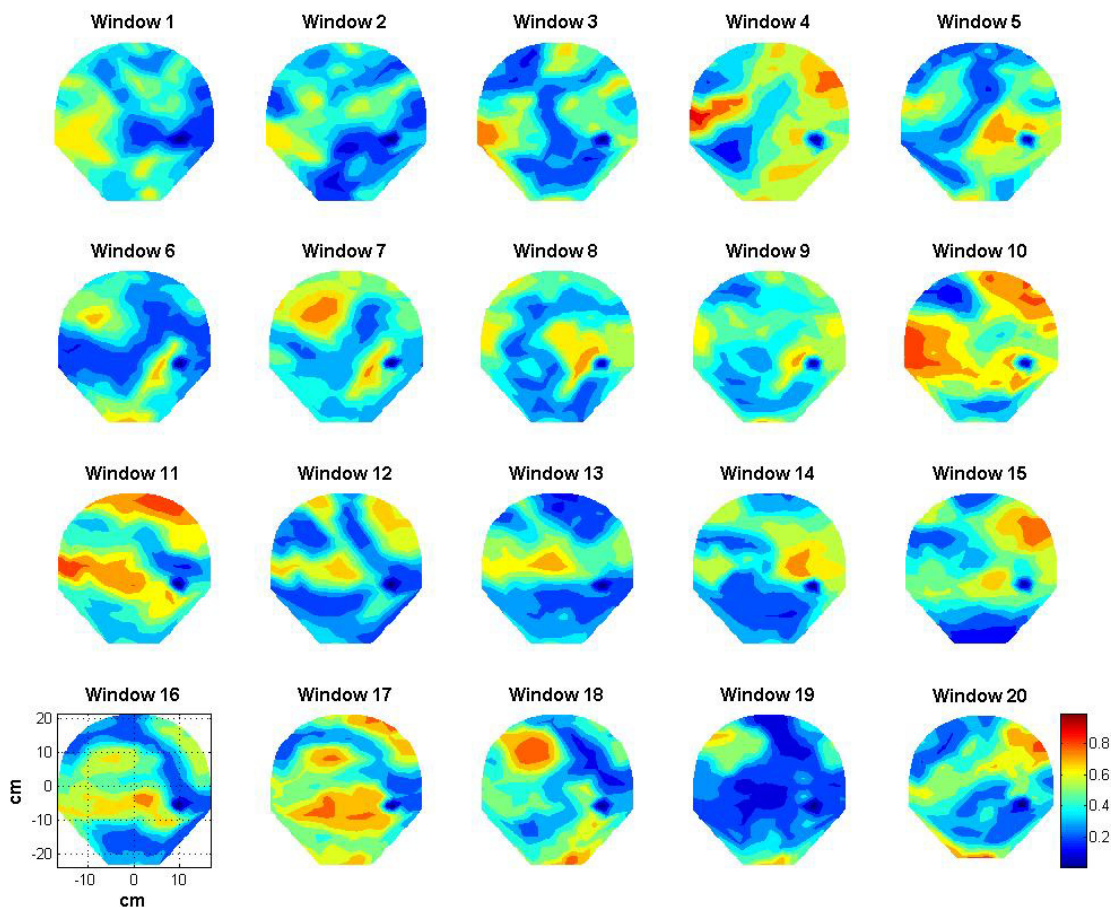 Window 1
Window 2
Window 3
Window 4
Window 5
Window 6
Window 7
Window 8
Window 9
Window 10
Window 11
Window 12
Window 13
Window 14
Window 15
Window 16
Window 17
Window 18
Window 19
Window 20
20
10
0
-10
-20
cm
-10 0 10
cm
0.8
0.6
0.4
0.2